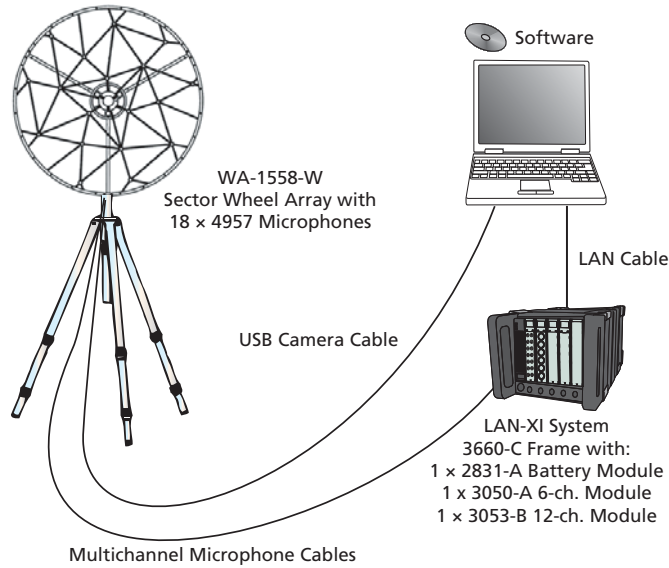 Software
WA-1558-W
Sector Wheel Array with
18 × 4957 Microphones
LAN Cable
USB Camera Cable
LAN-XI System
3660-C Frame with:
1 × 2831-A Battery Module
1 x 3050-A 6-ch. Module
1 × 3053-B 12-ch. Module
Multichannel Microphone Cables